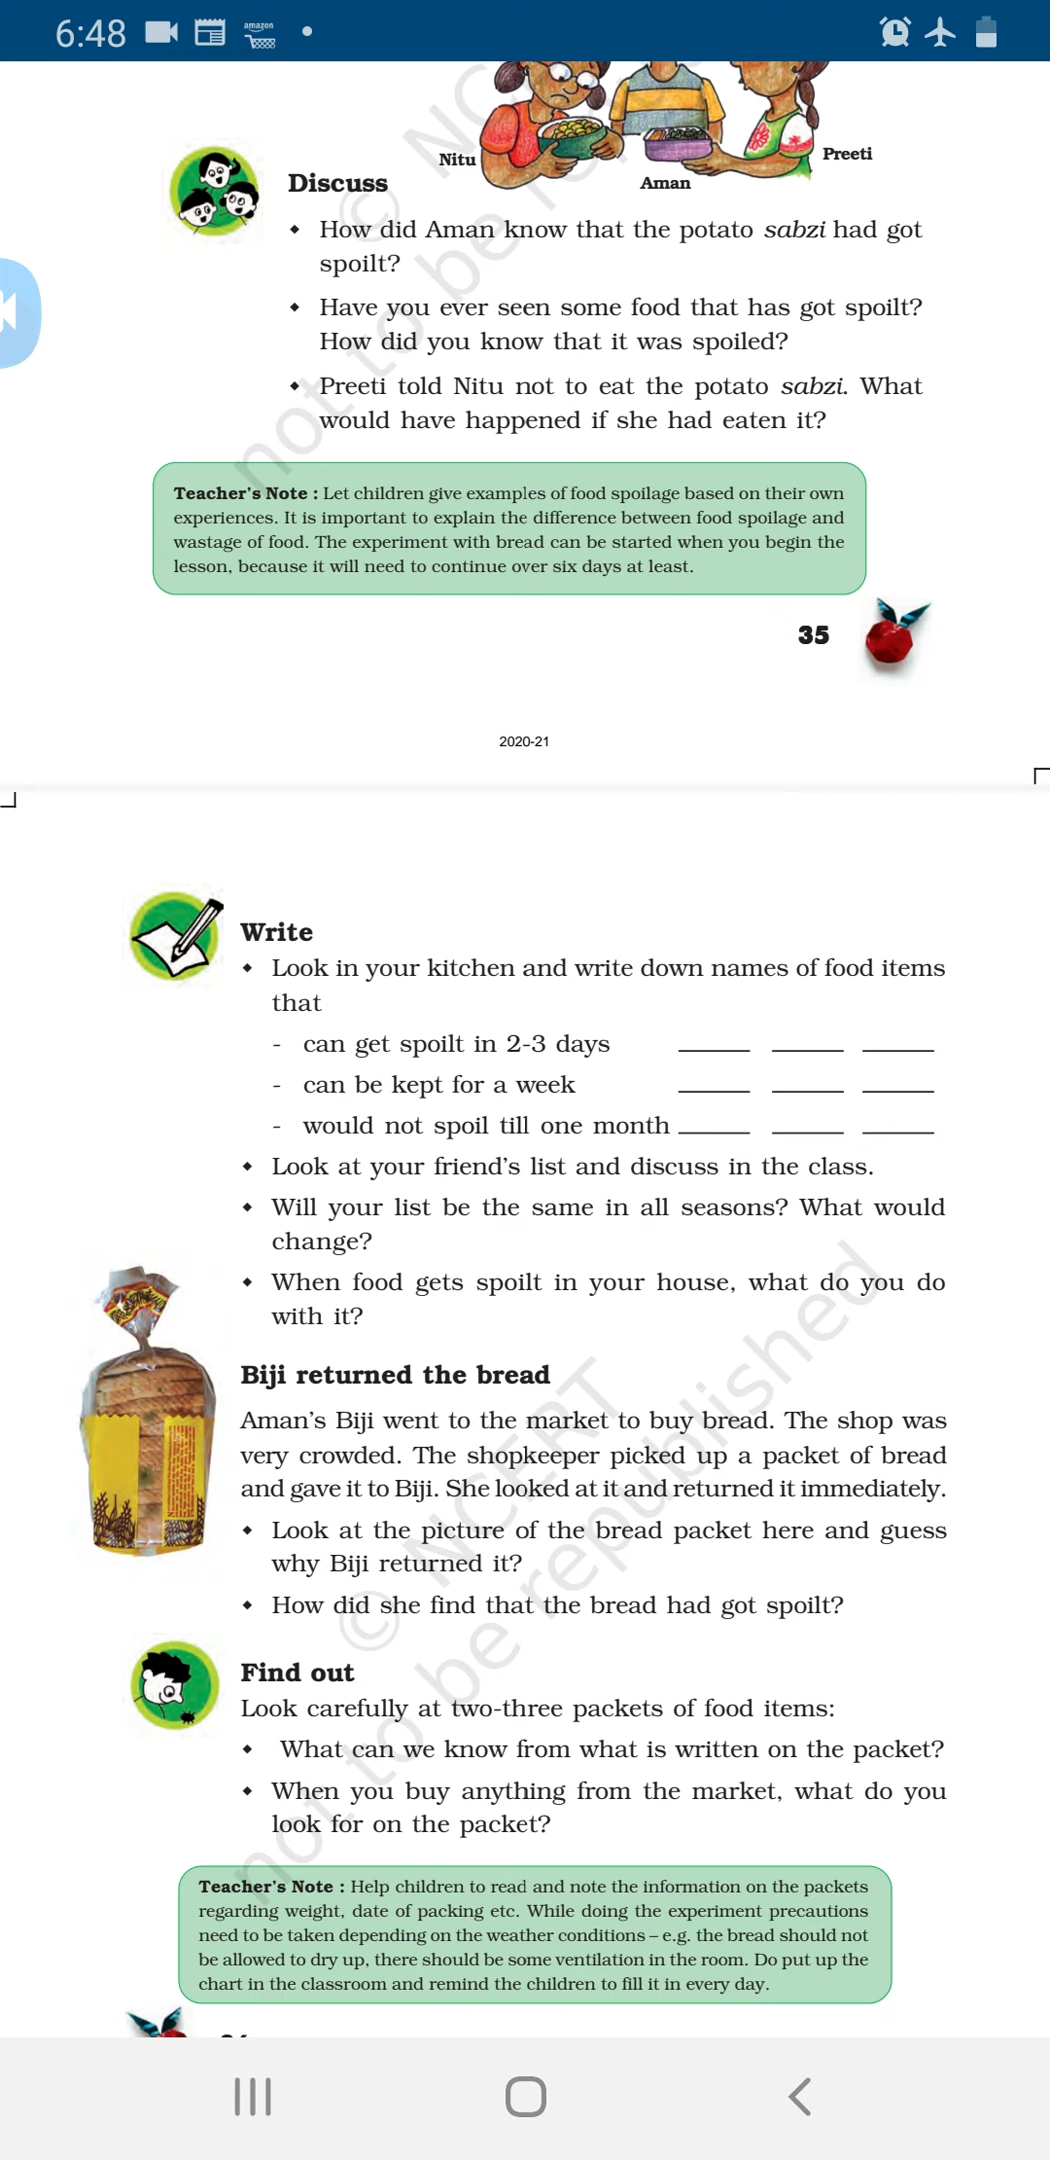 6:48
amazon
Nitu
Preeti
Aman
Discuss
How did Aman know that the potato sabzi had got
spoilt?
Have you ever seen some food that has got spoilt?
How did you know that it was spoiled?
Preeti told Nitu not to eat the potato sabzi. What
would have happened if she had eaten it?
Teacher's Note : Let children give examples of food spoilage based on their own
experiences. It is important to explain the difference between food spoilage and
wastage of food. The experiment with bread can be started when you begin the
lesson, because it will need to continue over six days at least.
35
2020-21
Write
Look in your kitchen and write down names of food items
that
- can get spoilt in 2-3 days
- can be kept for a week
- would not spoil till one month
Look at your friend's list and discuss in the class.
Will your list be the same in all seasons? What would
change?
When food gets spoilt in your house, what do you do
with it?
Biji returned the bread
Aman's Biji went to the market to buy bread. The shop was
very crowded. The shopkeeper picked up a packet of bread
and gave it to Biji. She looked at it and returned it immediately.
Look at the picture of the bread packet here and guess
why Biji returned it?
How did she find that the bread had got spoilt?
Find out
Look carefully at two-three packets of food items:
What can we know from what is written on the packet?
When you buy anything from the market, what do you
look for on the packet?
Teacher's Note : Help children to read and note the information on the packets
regarding weight, date of packing etc. While doing the experiment precautions
need to be taken depending on the weather conditions – e.g. the bread should not
be allowed to dry up, there should be some ventilation in the room. Do put up the
chart in the classroom and remind the children to fill it in every day.
© NCERT
not to be republished